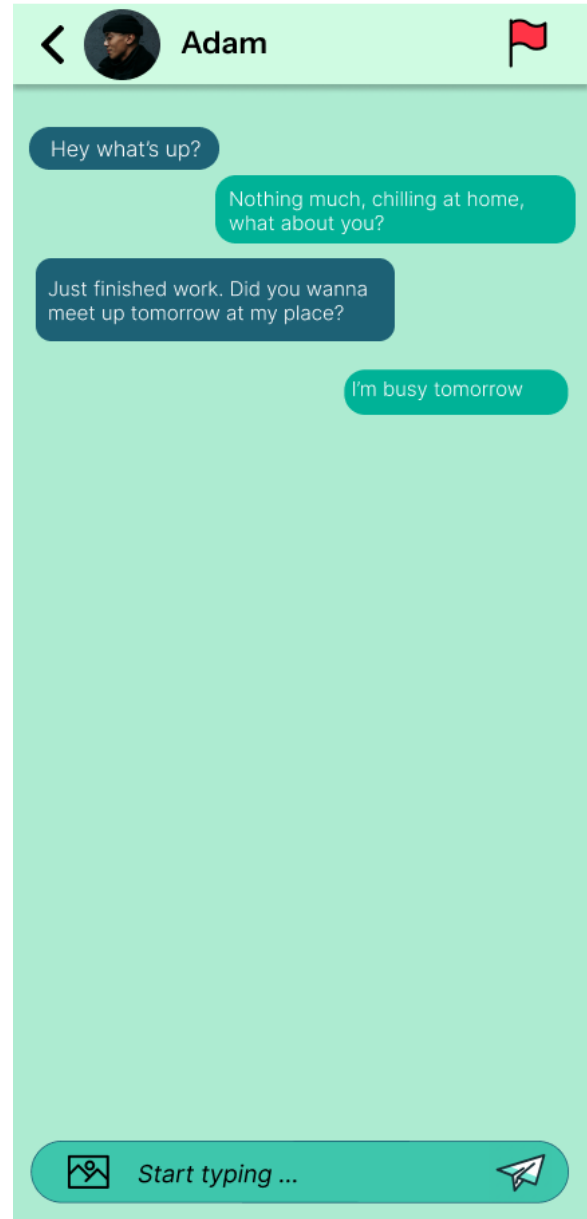 Adam
Hey what's up?
Nothing much, chilling at home,
what about you?
Just finished work. Did you wanna
meet up tomorrow at my place?
I'm busy tomorrow
Start typing ...